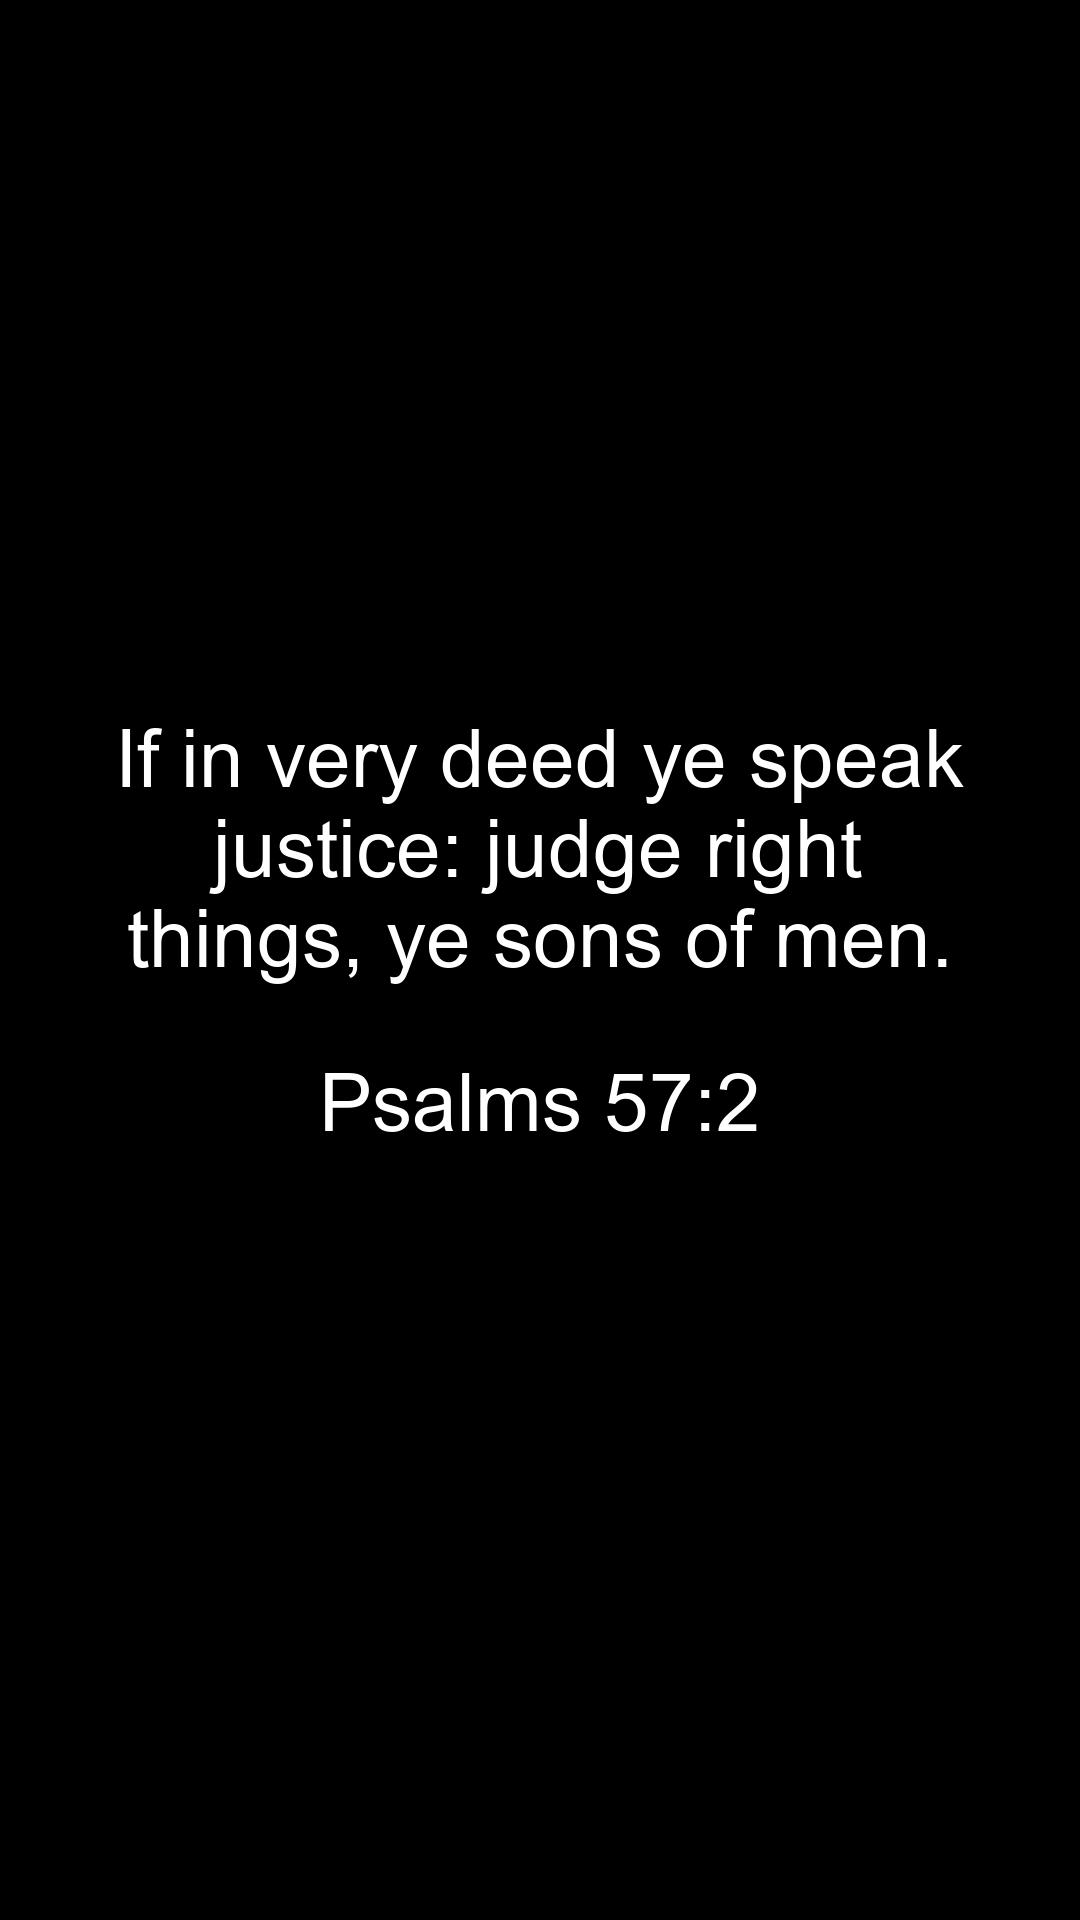 If in very deed ye speak
justice: judge right
things, ye sons of men.
Psalms 57:2